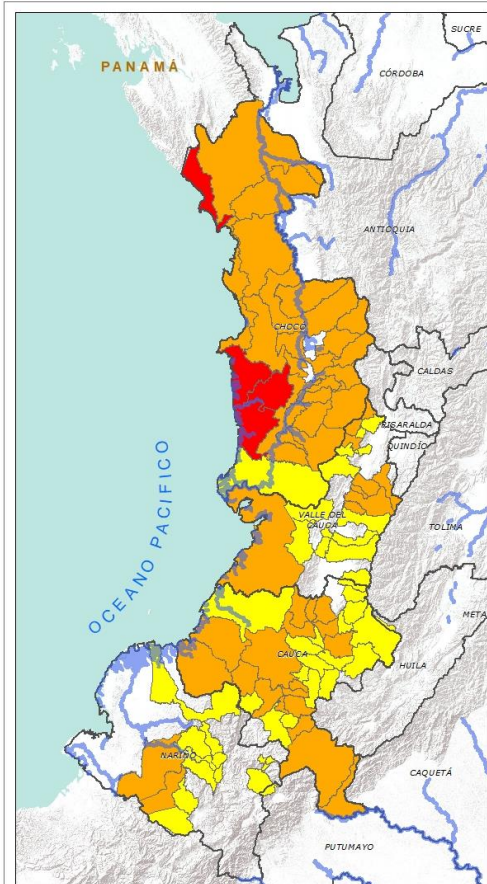 SUCRE
PANAMÁ
CÓRDOBA
ANTIOQUIA
CHOCÓ
CALDAS
RISARALDA
QUINDÍO
OCEANO PACÍFICO
VALLE DEL
CAUCA
TOLIMA
META
CAUCA
HUILA
NARIÑO
CAQUETÁ
PUTUMAYO